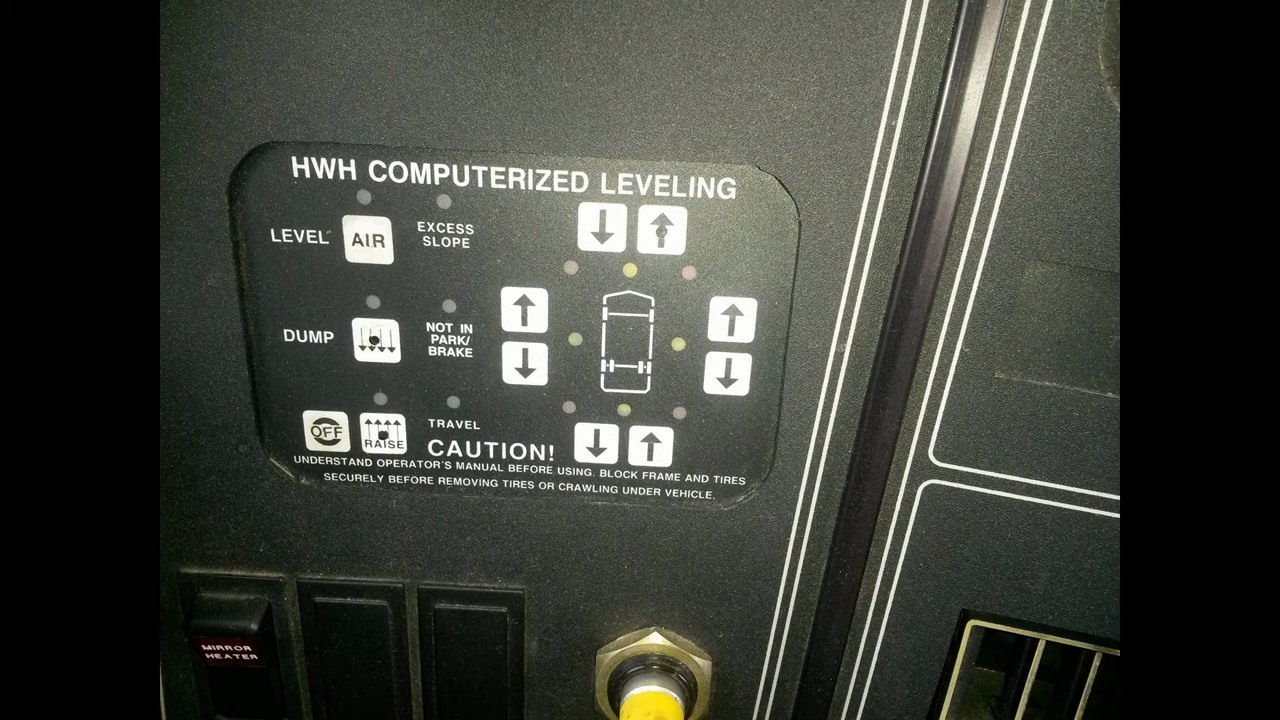 HWH COMPUTERIZED LEVELING
LEVEL
AIR
EXCESS
SLOPE
DUMP
NOT IN
PARK/
BRAKE
OFF
RAISE
TRAVEL
CAUTION!
UNDERSTAND OPERATOR'S MANUAL BEFORE USING. BLOCK FRAME AND TIRES
SECURELY BEFORE REMOVING TIRES OR CRAWLING UNDER VEHICLE.
MIRROR
HEATER